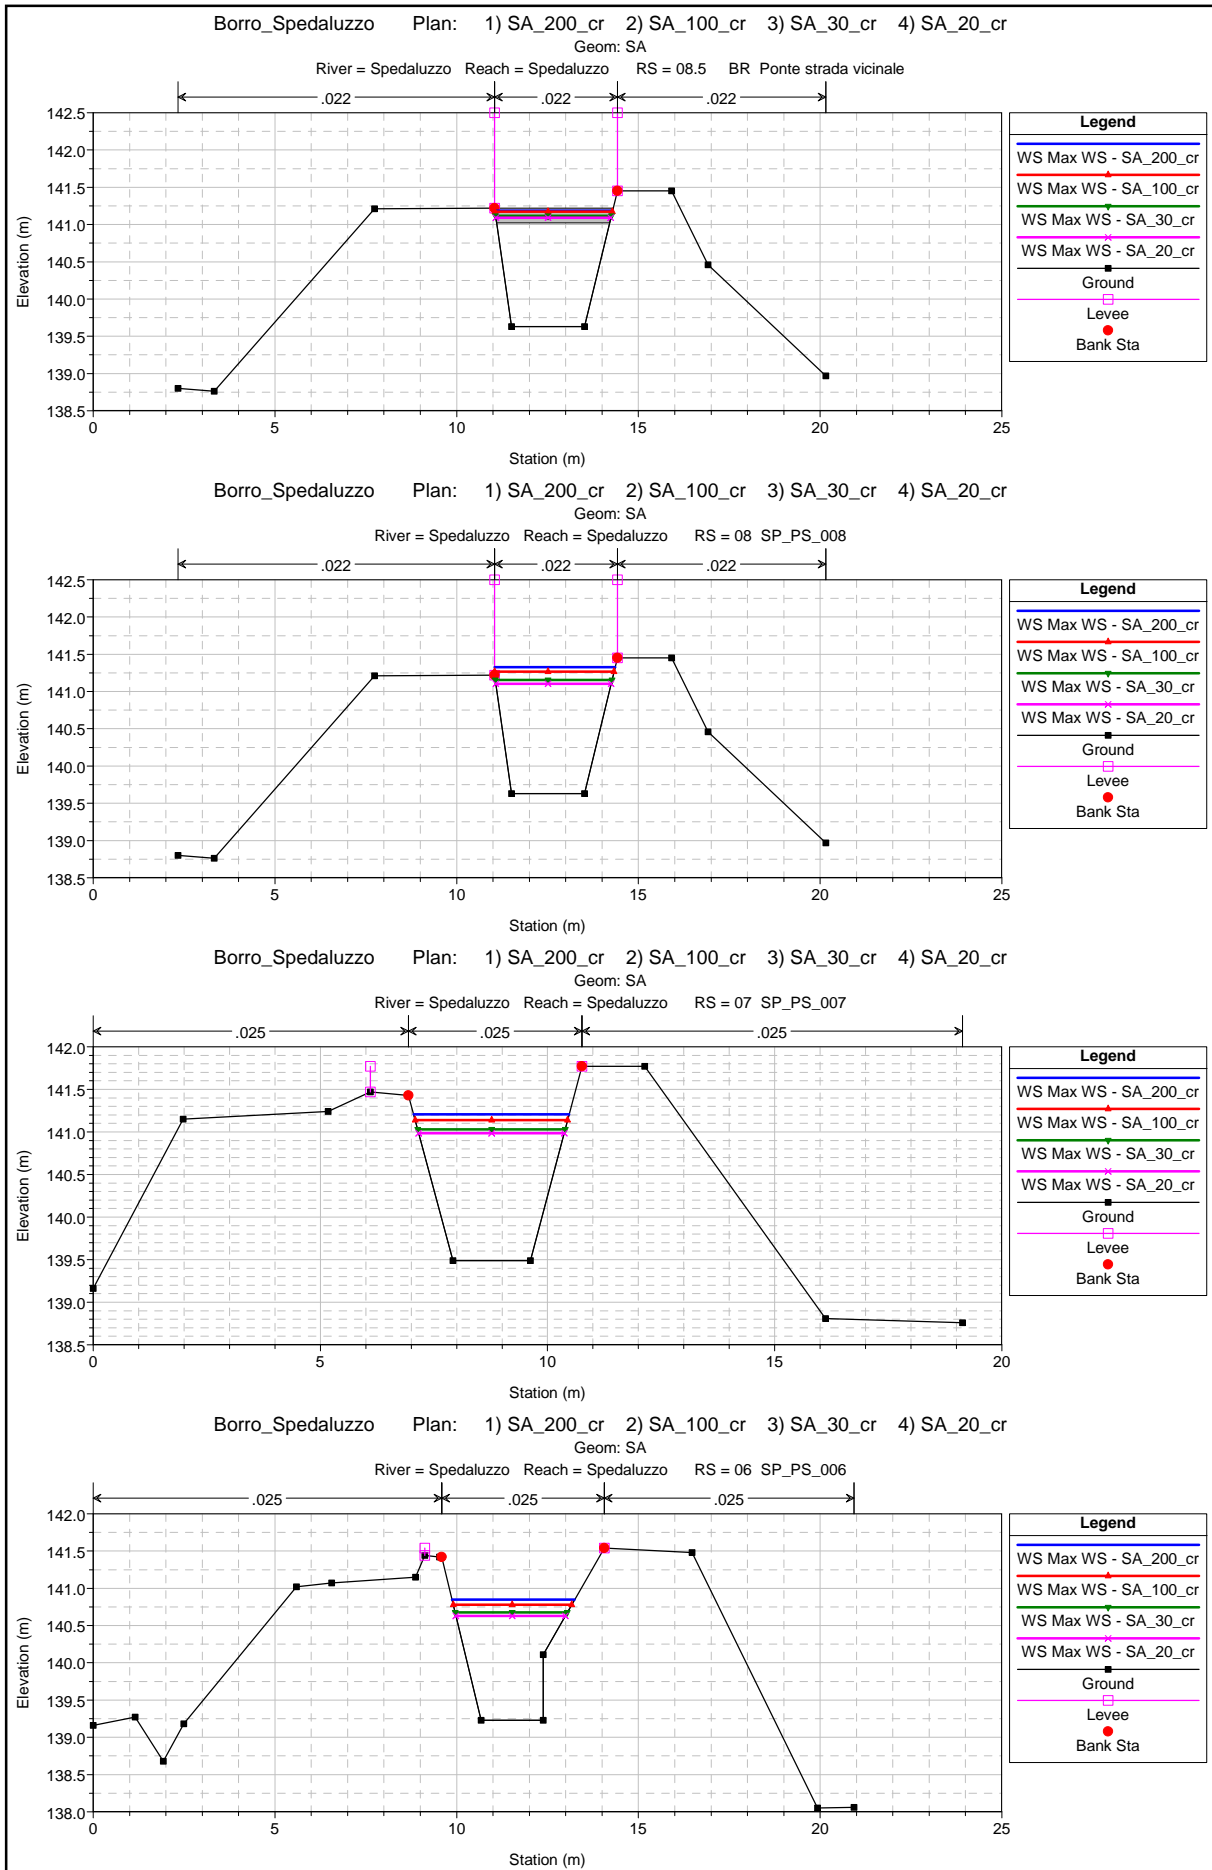 Borro_Spedaluzzo Plan: 1) SA_200_cr 2) SA_100_cr 3) SA_30_cr 4) SA_20_cr
Geom: SA
River = Spedaluzzo Reach = Spedaluzzo RS = 08.5 BR Ponte strada vicinale
.022 .022 .022
142.5
142.0
141.5
141.0
140.5
140.0
139.5
139.0
138.5
Elevation (m)
0 5 10 15 20 25
Station (m)
Legend
WS Max WS - SA_200_cr
WS Max WS - SA_100_cr
WS Max WS - SA_30_cr
WS Max WS - SA_20_cr
Ground
Levee
Bank Sta
Borro_Spedaluzzo Plan: 1) SA_200_cr 2) SA_100_cr 3) SA_30_cr 4) SA_20_cr
Geom: SA
River = Spedaluzzo Reach = Spedaluzzo RS = 08 SP_PS_008
.022 .022 .022
142.5
142.0
141.5
141.0
140.5
140.0
139.5
139.0
138.5
Elevation (m)
0 5 10 15 20 25
Station (m)
Legend
WS Max WS - SA_200_cr
WS Max WS - SA_100_cr
WS Max WS - SA_30_cr
WS Max WS - SA_20_cr
Ground
Levee
Bank Sta
Borro_Spedaluzzo Plan: 1) SA_200_cr 2) SA_100_cr 3) SA_30_cr 4) SA_20_cr
Geom: SA
River = Spedaluzzo Reach = Spedaluzzo RS = 07 SP_PS_007
.025 .025 .025
142.0
141.5
141.0
140.5
140.0
139.5
139.0
138.5
Elevation (m)
0 5 10 15 20
Station (m)
Legend
WS Max WS - SA_200_cr
WS Max WS - SA_100_cr
WS Max WS - SA_30_cr
WS Max WS - SA_20_cr
Ground
Levee
Bank Sta
Borro_Spedaluzzo Plan: 1) SA_200_cr 2) SA_100_cr 3) SA_30_cr 4) SA_20_cr
Geom: SA
River = Spedaluzzo Reach = Spedaluzzo RS = 06 SP_PS_006
.025 .025 .025
142.0
141.5
141.0
140.5
140.0
139.5
139.0
138.5
138.0
Elevation (m)
0 5 10 15 20 25
Station (m)
Legend
WS Max WS - SA_200_cr
WS Max WS - SA_100_cr
WS Max WS - SA_30_cr
WS Max WS - SA_20_cr
Ground
Levee
Bank Sta